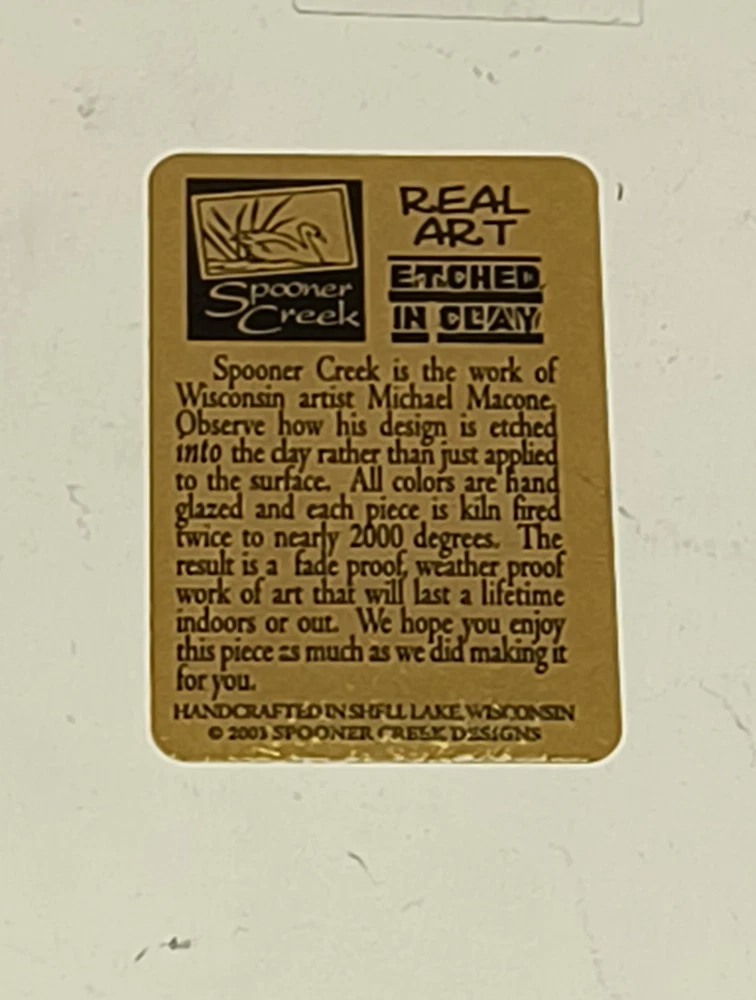 Spooner
Creek
REAL
ART
ETCHED
IN CLAY
Spooner Creek is the work of
Wisconsin artist Michael Macone.
Observe how his design is etched
into the clay rather than just applied
to the surface. All colors are hand
glazed and each piece is kiln fired
twice to nearly 2000 degrees. The
result is a fade proof, weather proof
work of art that will last a lifetime
indoors or out. We hope you enjoy
this piece as much as we did making it
for you.
HANDCRAFTED IN SHELL LAKE, WISCONSIN
© 2003 SPOONER CREEK DESIGNS